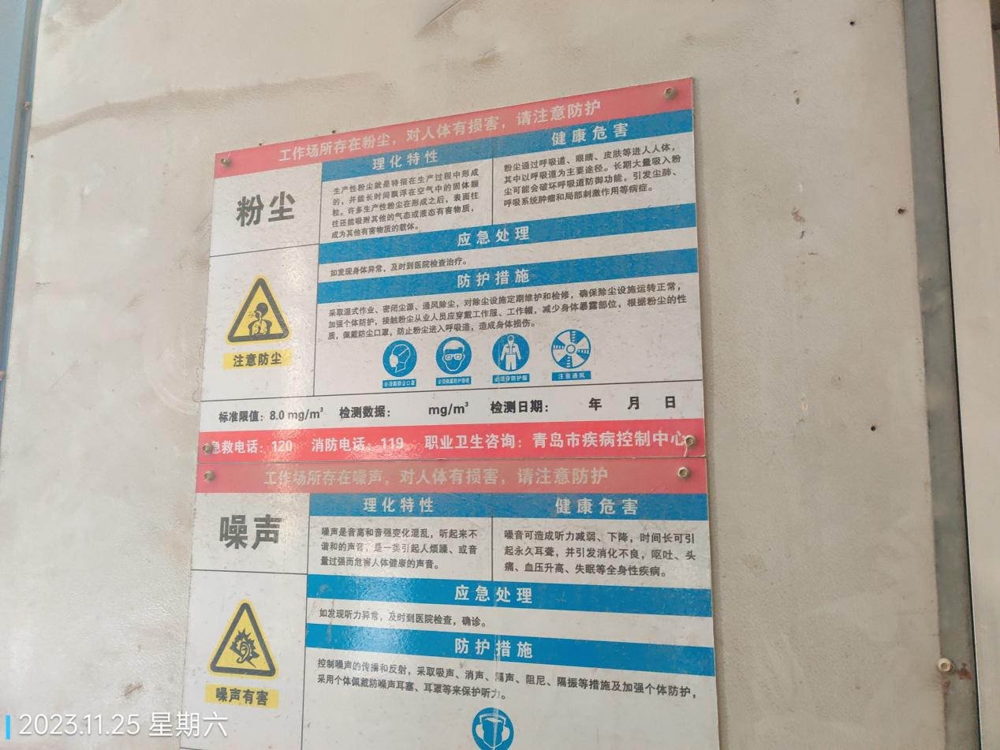 工作场所存在粉尘，对人体有损害，请注意防护
粉尘
理化特性
生产性粉尘就是特指在生产过程中形成
的，并能长时间飘浮在空气中的固体颗
粒。许多生产性粉尘在形成之后，表面往
往还能吸附其他的气态或液态有害物质，
成为其他有害物质的载体。
健康危害
粉尘通过呼吸道、眼睛、皮肤等进人人体，
其中以呼吸道为主要途径。长期大量吸入粉
尘可能会破坏呼吸道防御功能，引发尘肺、
呼吸系统肿瘤和局部刺激作用等病症。
应急处理
如发现身体异常，及时到医院检查治疗。
注意防尘
防护措施
采取湿式作业、密闭尘源、通风除尘，对除尘设施定期维护和检修，确保除尘设施运转正常，
加强个体防护，接触粉尘从业人员应穿戴工作服、工作帽，减少身体暴露部位，根据粉尘的性
质，佩戴防尘口罩，防止粉尘进入呼吸道，造成身体损伤。
必须戴防尘口罩
必须佩戴防护眼镜
必须穿防护服
注意通风
标准限值：8.0 mg/m³ 检测数据： mg/m³ 检测日期： 年 月 日
急救电话：120 消防电话：119 职业卫生咨询：青岛市疾病控制中心
工作场所存在噪声，对人体有损害，请注意防护
噪声
理化特性
噪声是音高和音强变化混乱，听起来不
谐和的声音，是一类引起人烦躁、或音
量过强而危害人体健康的声音。
健康危害
噪音可造成听力减弱、下降，时间长可引
起永久耳聋，并引发消化不良，呕吐、头
痛、血压升高、失眠等全身性疾病。
应急处理
如发现听力异常，及时到医院检查，确诊。
噪声有害
防护措施
控制噪声的传播和反射，采取吸声、消声、隔声、阻尼、隔振等措施及加强个体防护，
采用个体佩戴防噪声耳塞、耳罩等来保护听力。
2023.11.25 星期六